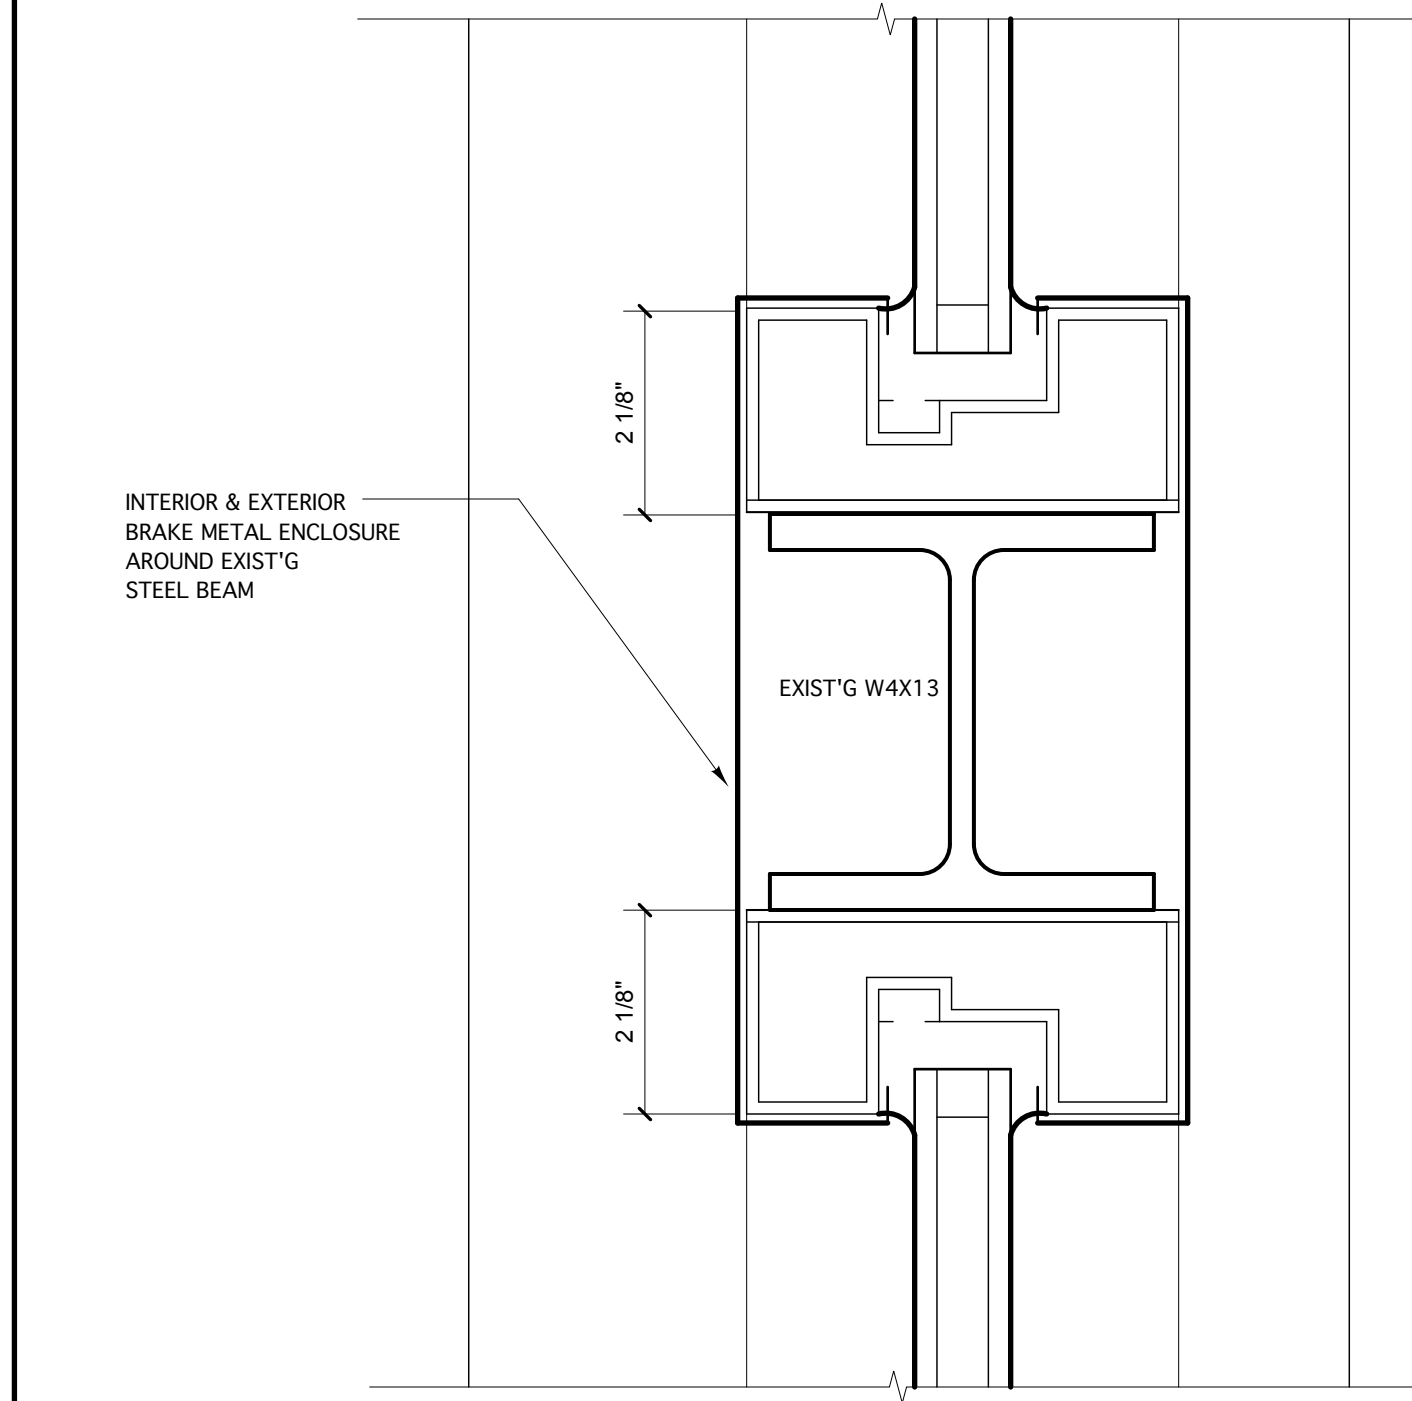 2 1/8"
INTERIOR & EXTERIOR
BRAKE METAL ENCLOSURE
AROUND EXIST'G
STEEL BEAM
EXIST'G W4X13
2 1/8"